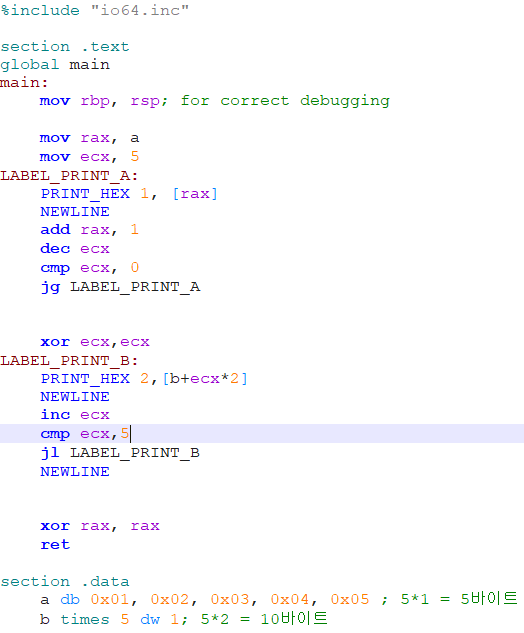 %include "io64.inc"
section .text
global main
main:
mov rbp, rsp; for correct debugging
mov rax, a
mov ecx, 5
LABEL_PRINT_A:
PRINT_HEX 1, [rax]
NEWLINE
add rax, 1
dec ecx
cmp ecx, 0
jg LABEL_PRINT_A
xor ecx,ecx
LABEL_PRINT_B:
PRINT_HEX 2,[b+ecx*2]
NEWLINE
inc ecx
cmp ecx,5
jl LABEL_PRINT_B
NEWLINE
xor rax, rax
ret
section .data
a db 0x01, 0x02, 0x03, 0x04, 0x05 ; 5*1 = 5바이트
b times 5 dw 1; 5*2 = 10바이트